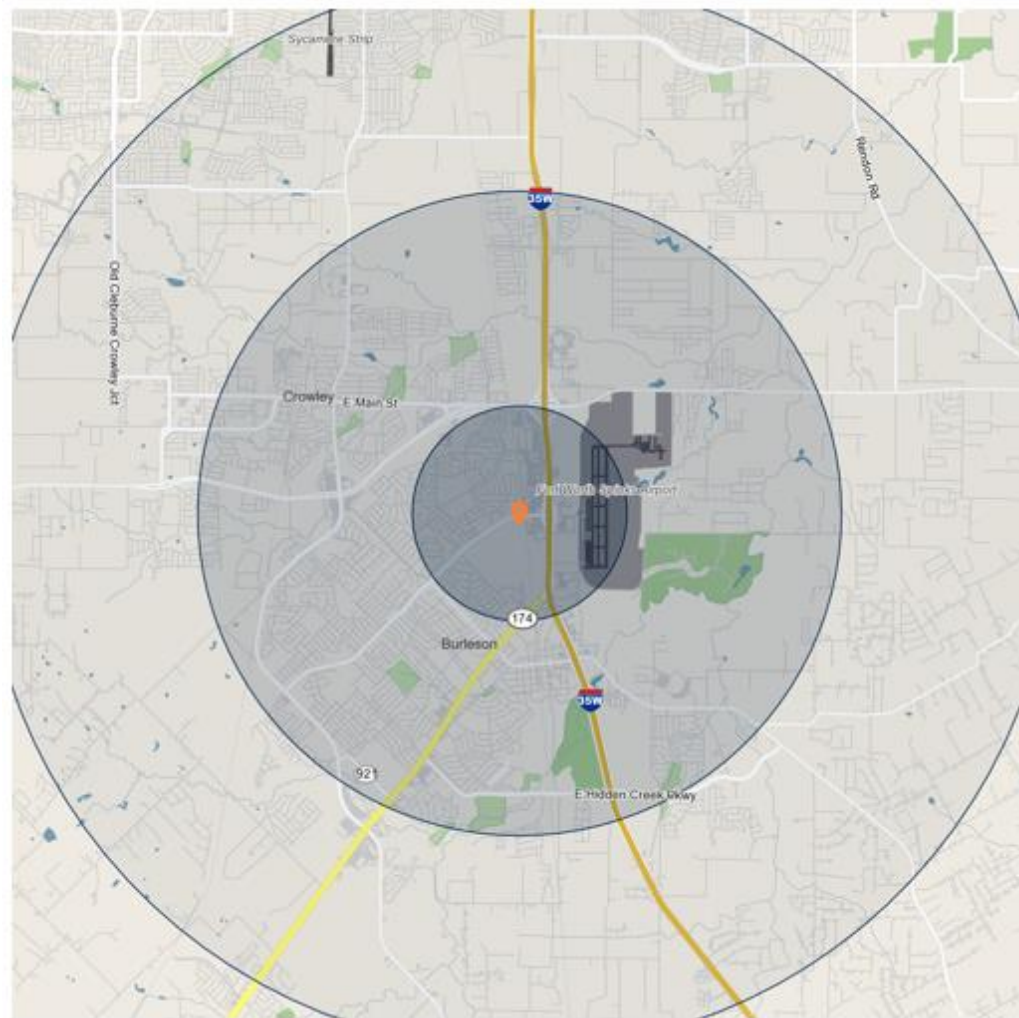 Sycamore Strip
Rendon Rd
35W
Old Cleburne Crowley Jct
Crowley
E Main St
Fort Worth Spinks Airport
174
Burleson
35W
921
E Hidden Creek Pkwy